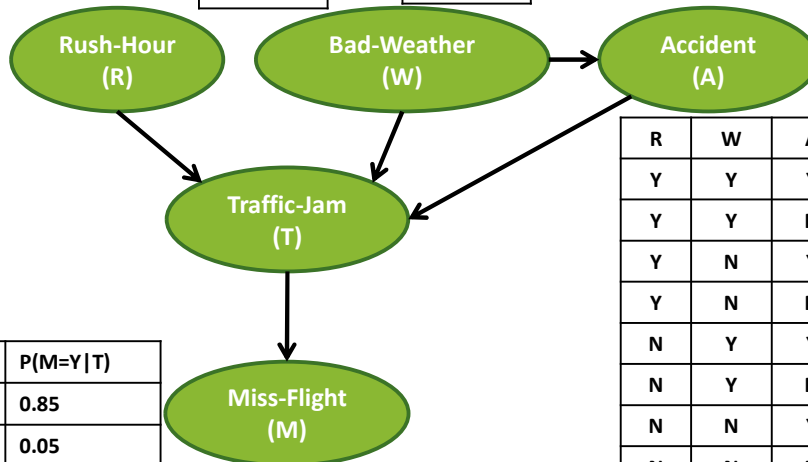 Rush-Hour
(R)
Bad-Weather
(W)
Accident
(A)
Traffic-Jam
(T)
Miss-Flight
(M)
P(M=Y|T)
0.85
0.05
R W
Y Y
Y Y
Y N
Y N
N Y
N Y
N N
N N